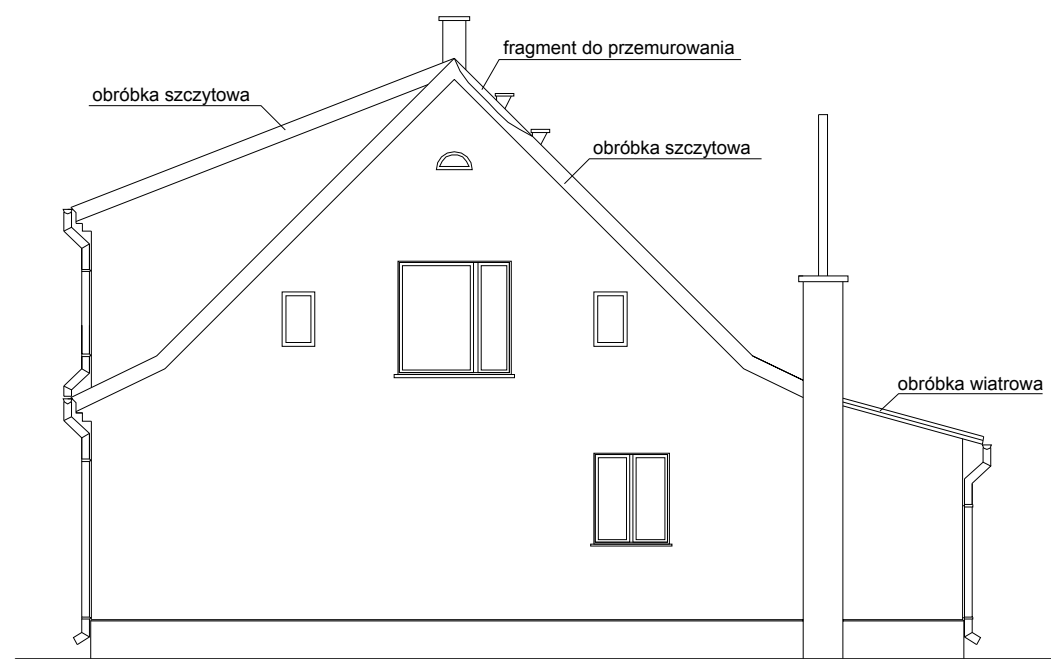 fragment do przemurowania
obróbka szczytowa
obróbka szczytowa
obróbka wiatrowa